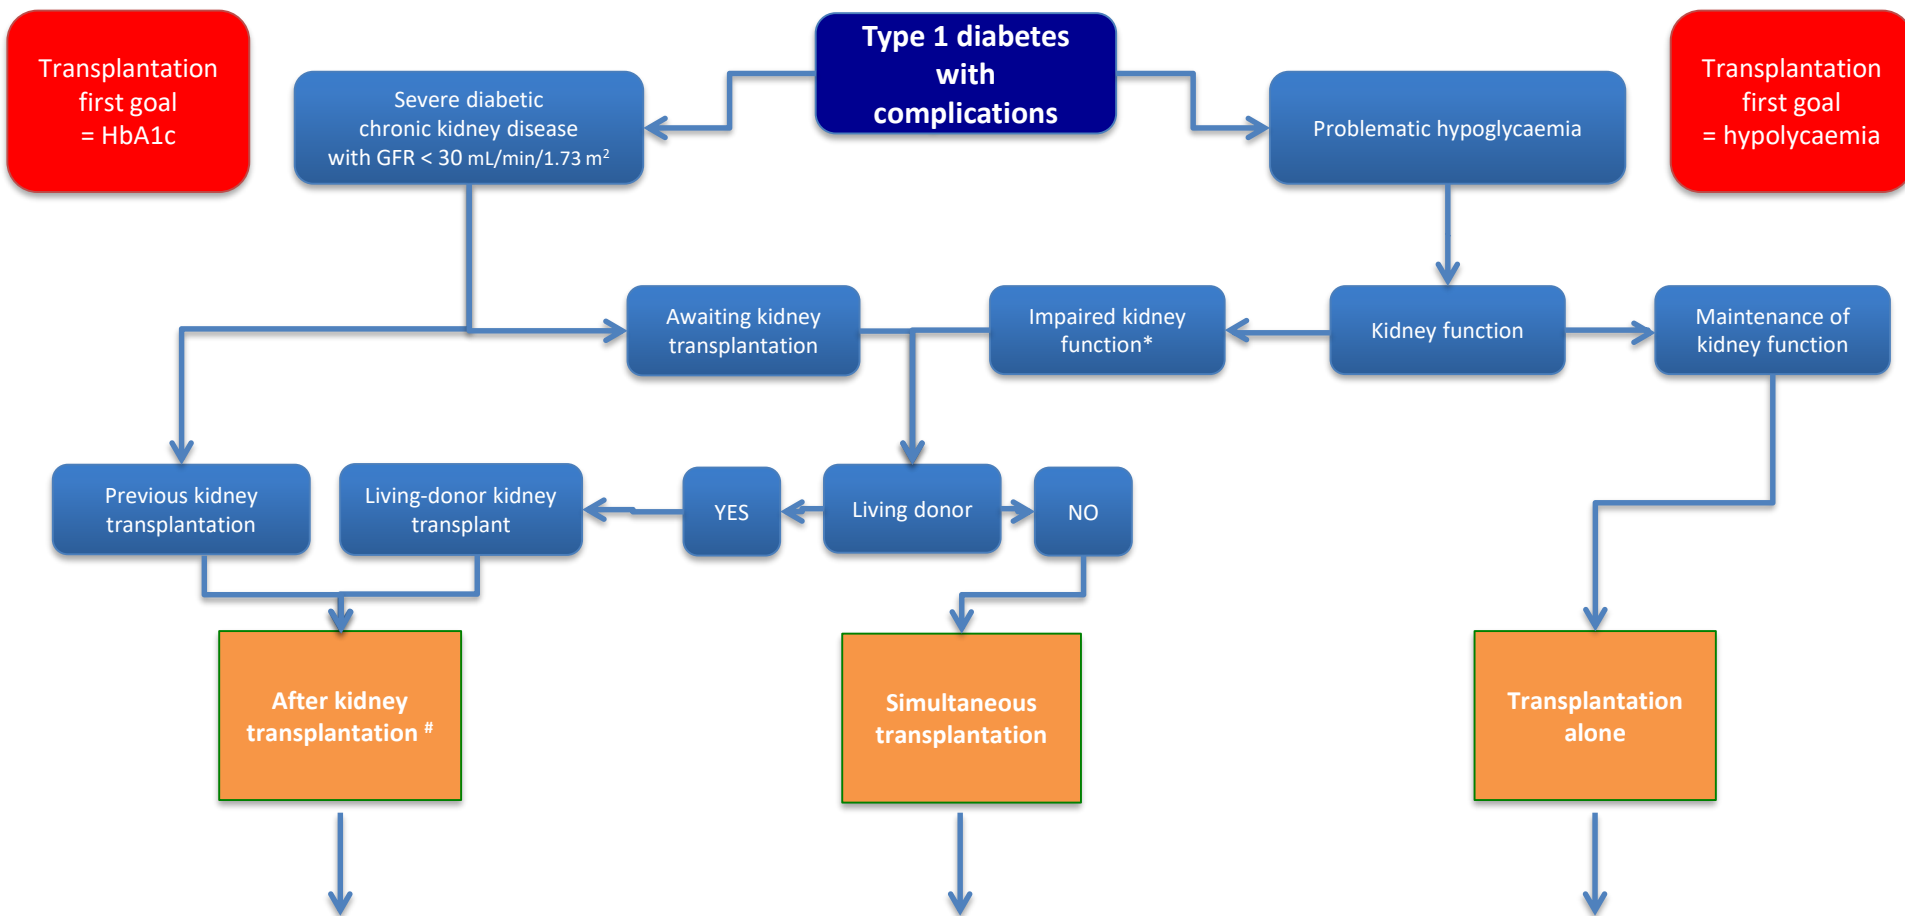 Transplantation
first goal
= HbA1c
Severe diabetic
chronic kidney disease
with GFR < 30 mL/min/1.73 m²
Type 1 diabetes
with
complications
Problematic hypoglycaemia
Transplantation
first goal
= hypolycaemia
Awaiting kidney
transplantation
Impaired kidney
function*
Kidney function
Maintenance of
kidney function
Previous kidney
transplantation
Living-donor kidney
transplant
YES
Living donor
NO
After kidney
transplantation #
Simultaneous
transplantation
Transplantation
alone